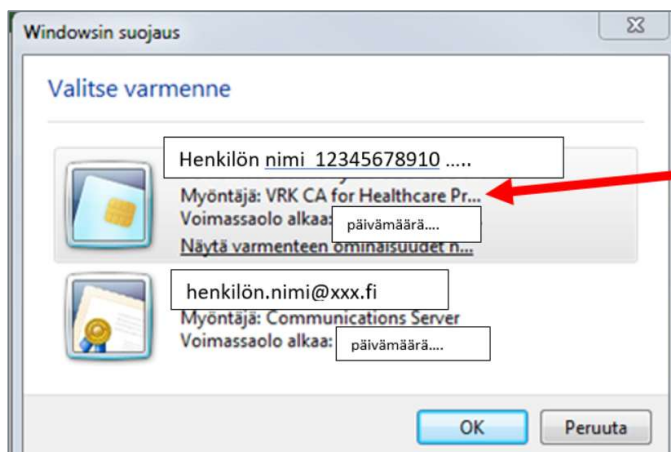 Windowsin suojaus
Valitse varmenne
Henkilön nimi 12345678910 .....
Myöntäjä: VRK CA for Healthcare Pr...
Voimassaolo alkaa: päivämäärä....
Näytä varmenteen ominaisuudet n...
henkilön.nimi@xxx.fi
Myöntäjä: Communications Server
Voimassaolo alkaa: päivämäärä....
OK Peruuta